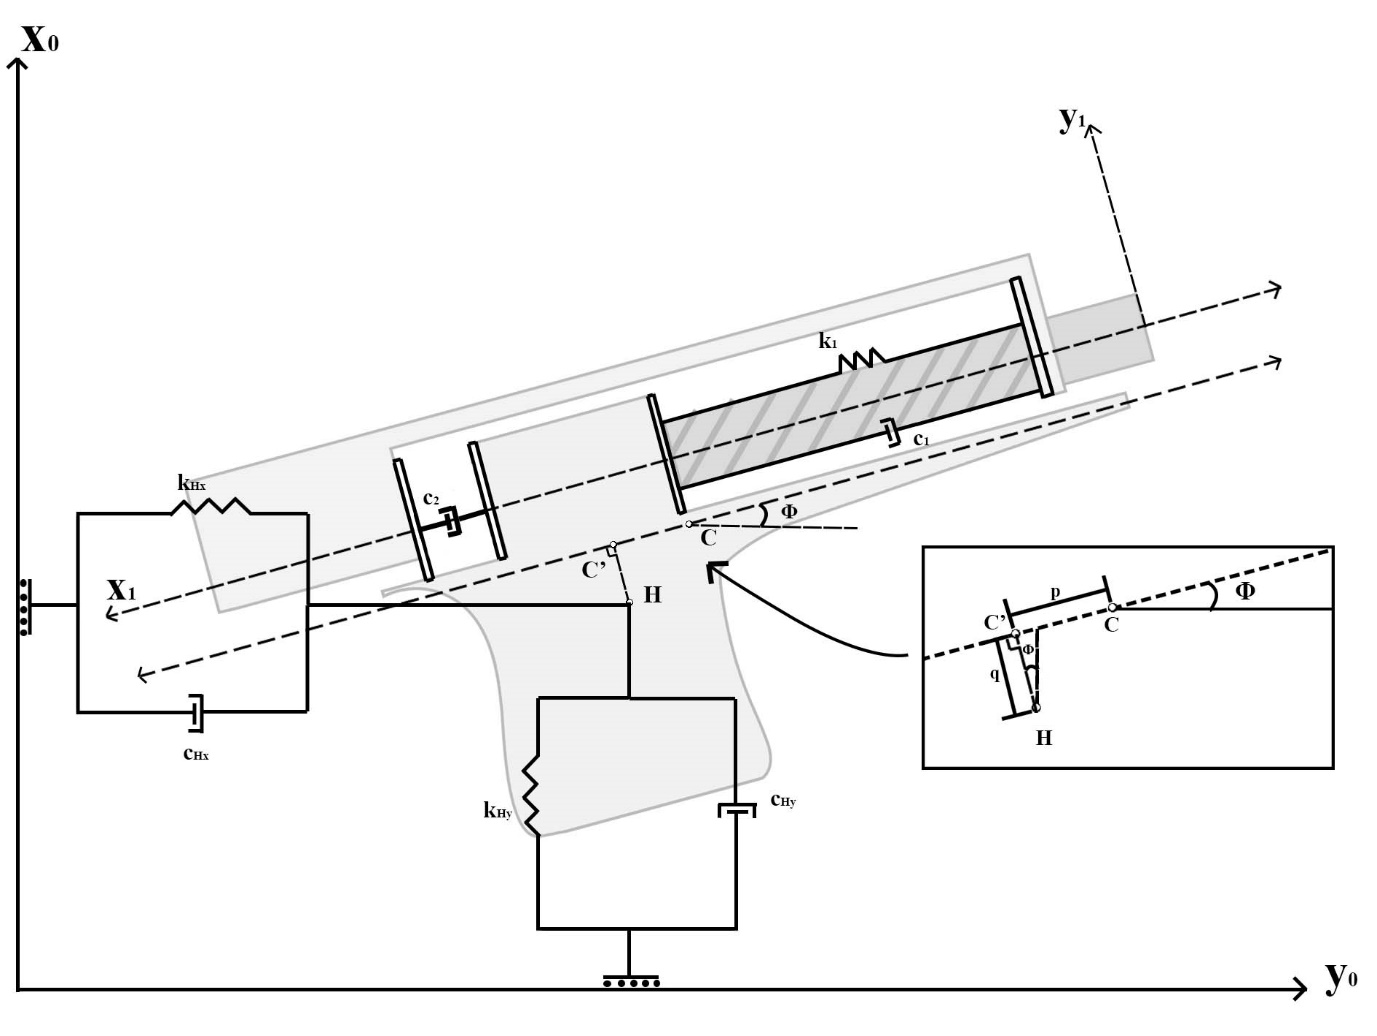 X₀
y₁
k₁
c₁
kHx
c₂
Φ
C
C'
H
X₁
p
Φ
C'
C
Φ
q
H
cHx
kHy
cHy
y₀